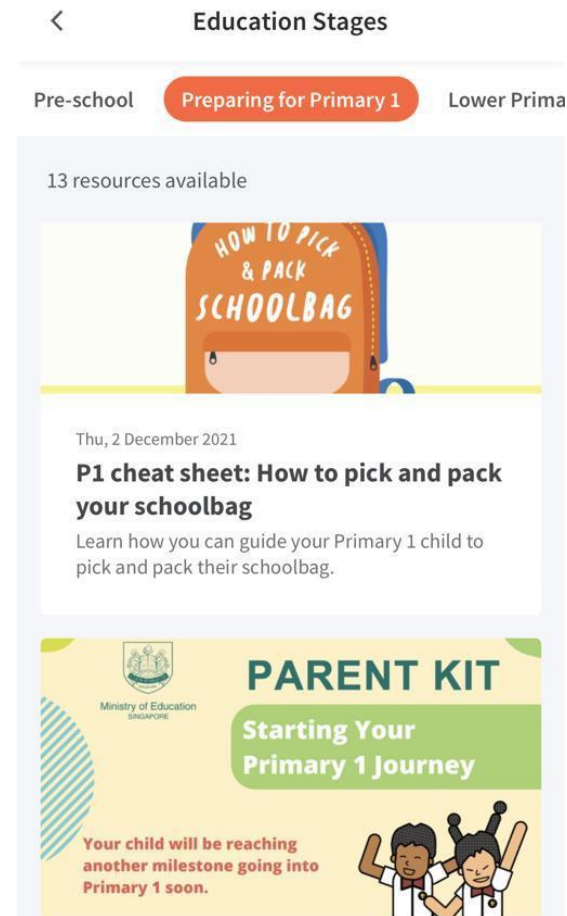 Education Stages
Pre-school Preparing for Primary 1 Lower Prima
13 resources available
HOW TO PICK
& PACK
SCHOOLBAG
Thu, 2 December 2021
P1 cheat sheet: How to pick and pack
your schoolbag
Learn how you can guide your Primary 1 child to
pick and pack their schoolbag.
Ministry of Education
SINGAPORE
PARENT KIT
Starting Your
Primary 1 Journey
Your child will be reaching
another milestone going into
Primary 1 soon.